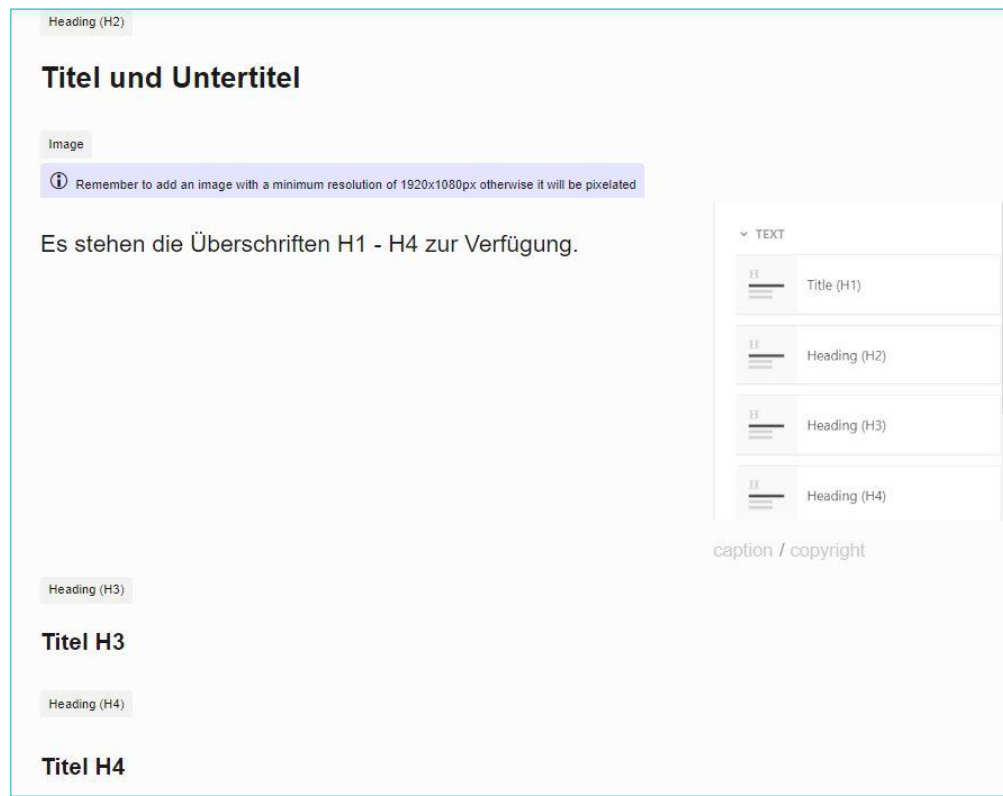 Heading (H2)
Titel und Untertitel
Image
Remember to add an image with a minimum resolution of 1920x1080px otherwise it will be pixelated
Es stehen die Überschriften H1 - H4 zur Verfügung.
TEXT
H
Title (H1)
H
Heading (H2)
H
Heading (H3)
H
Heading (H4)
caption / copyright
Heading (H3)
Titel H3
Heading (H4)
Titel H4